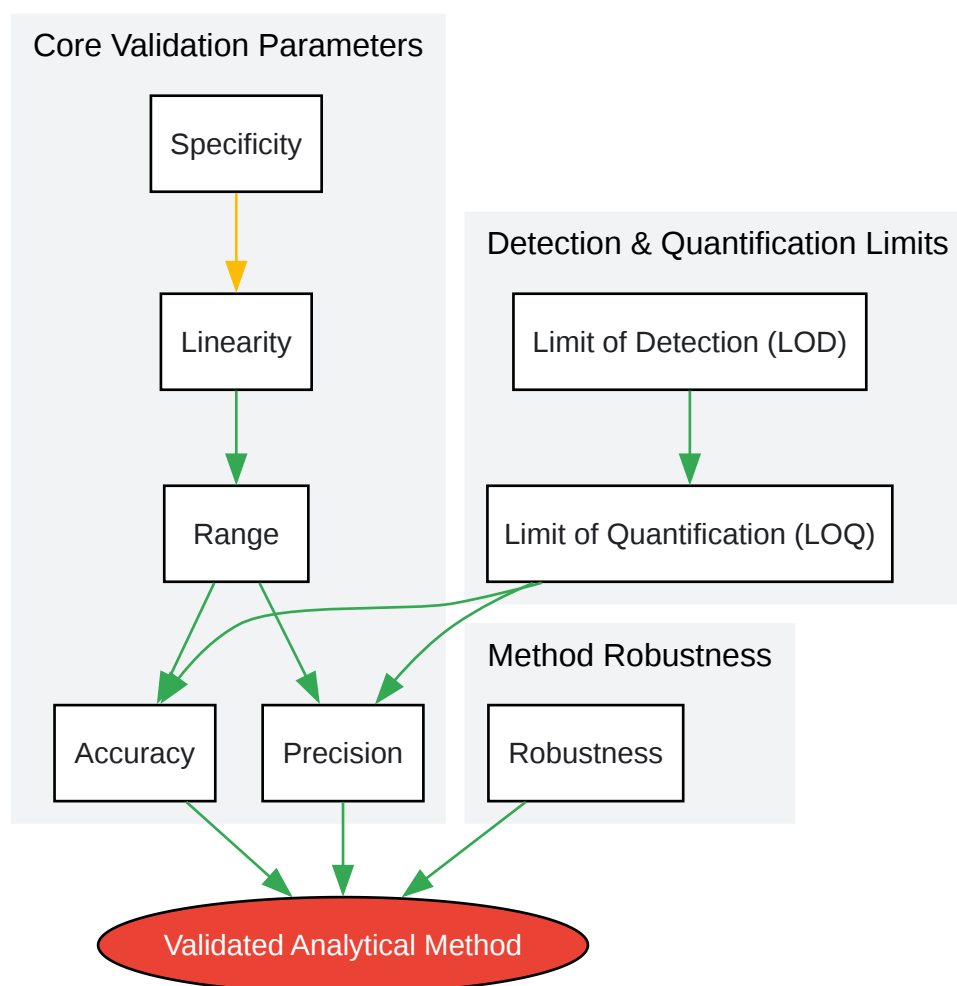 Core Validation Parameters
Specificity
Linearity
Range
Accuracy
Precision
Detection & Quantification Limits
Limit of Detection (LOD)
Limit of Quantification (LOQ)
Method Robustness
Robustness
Validated Analytical Method